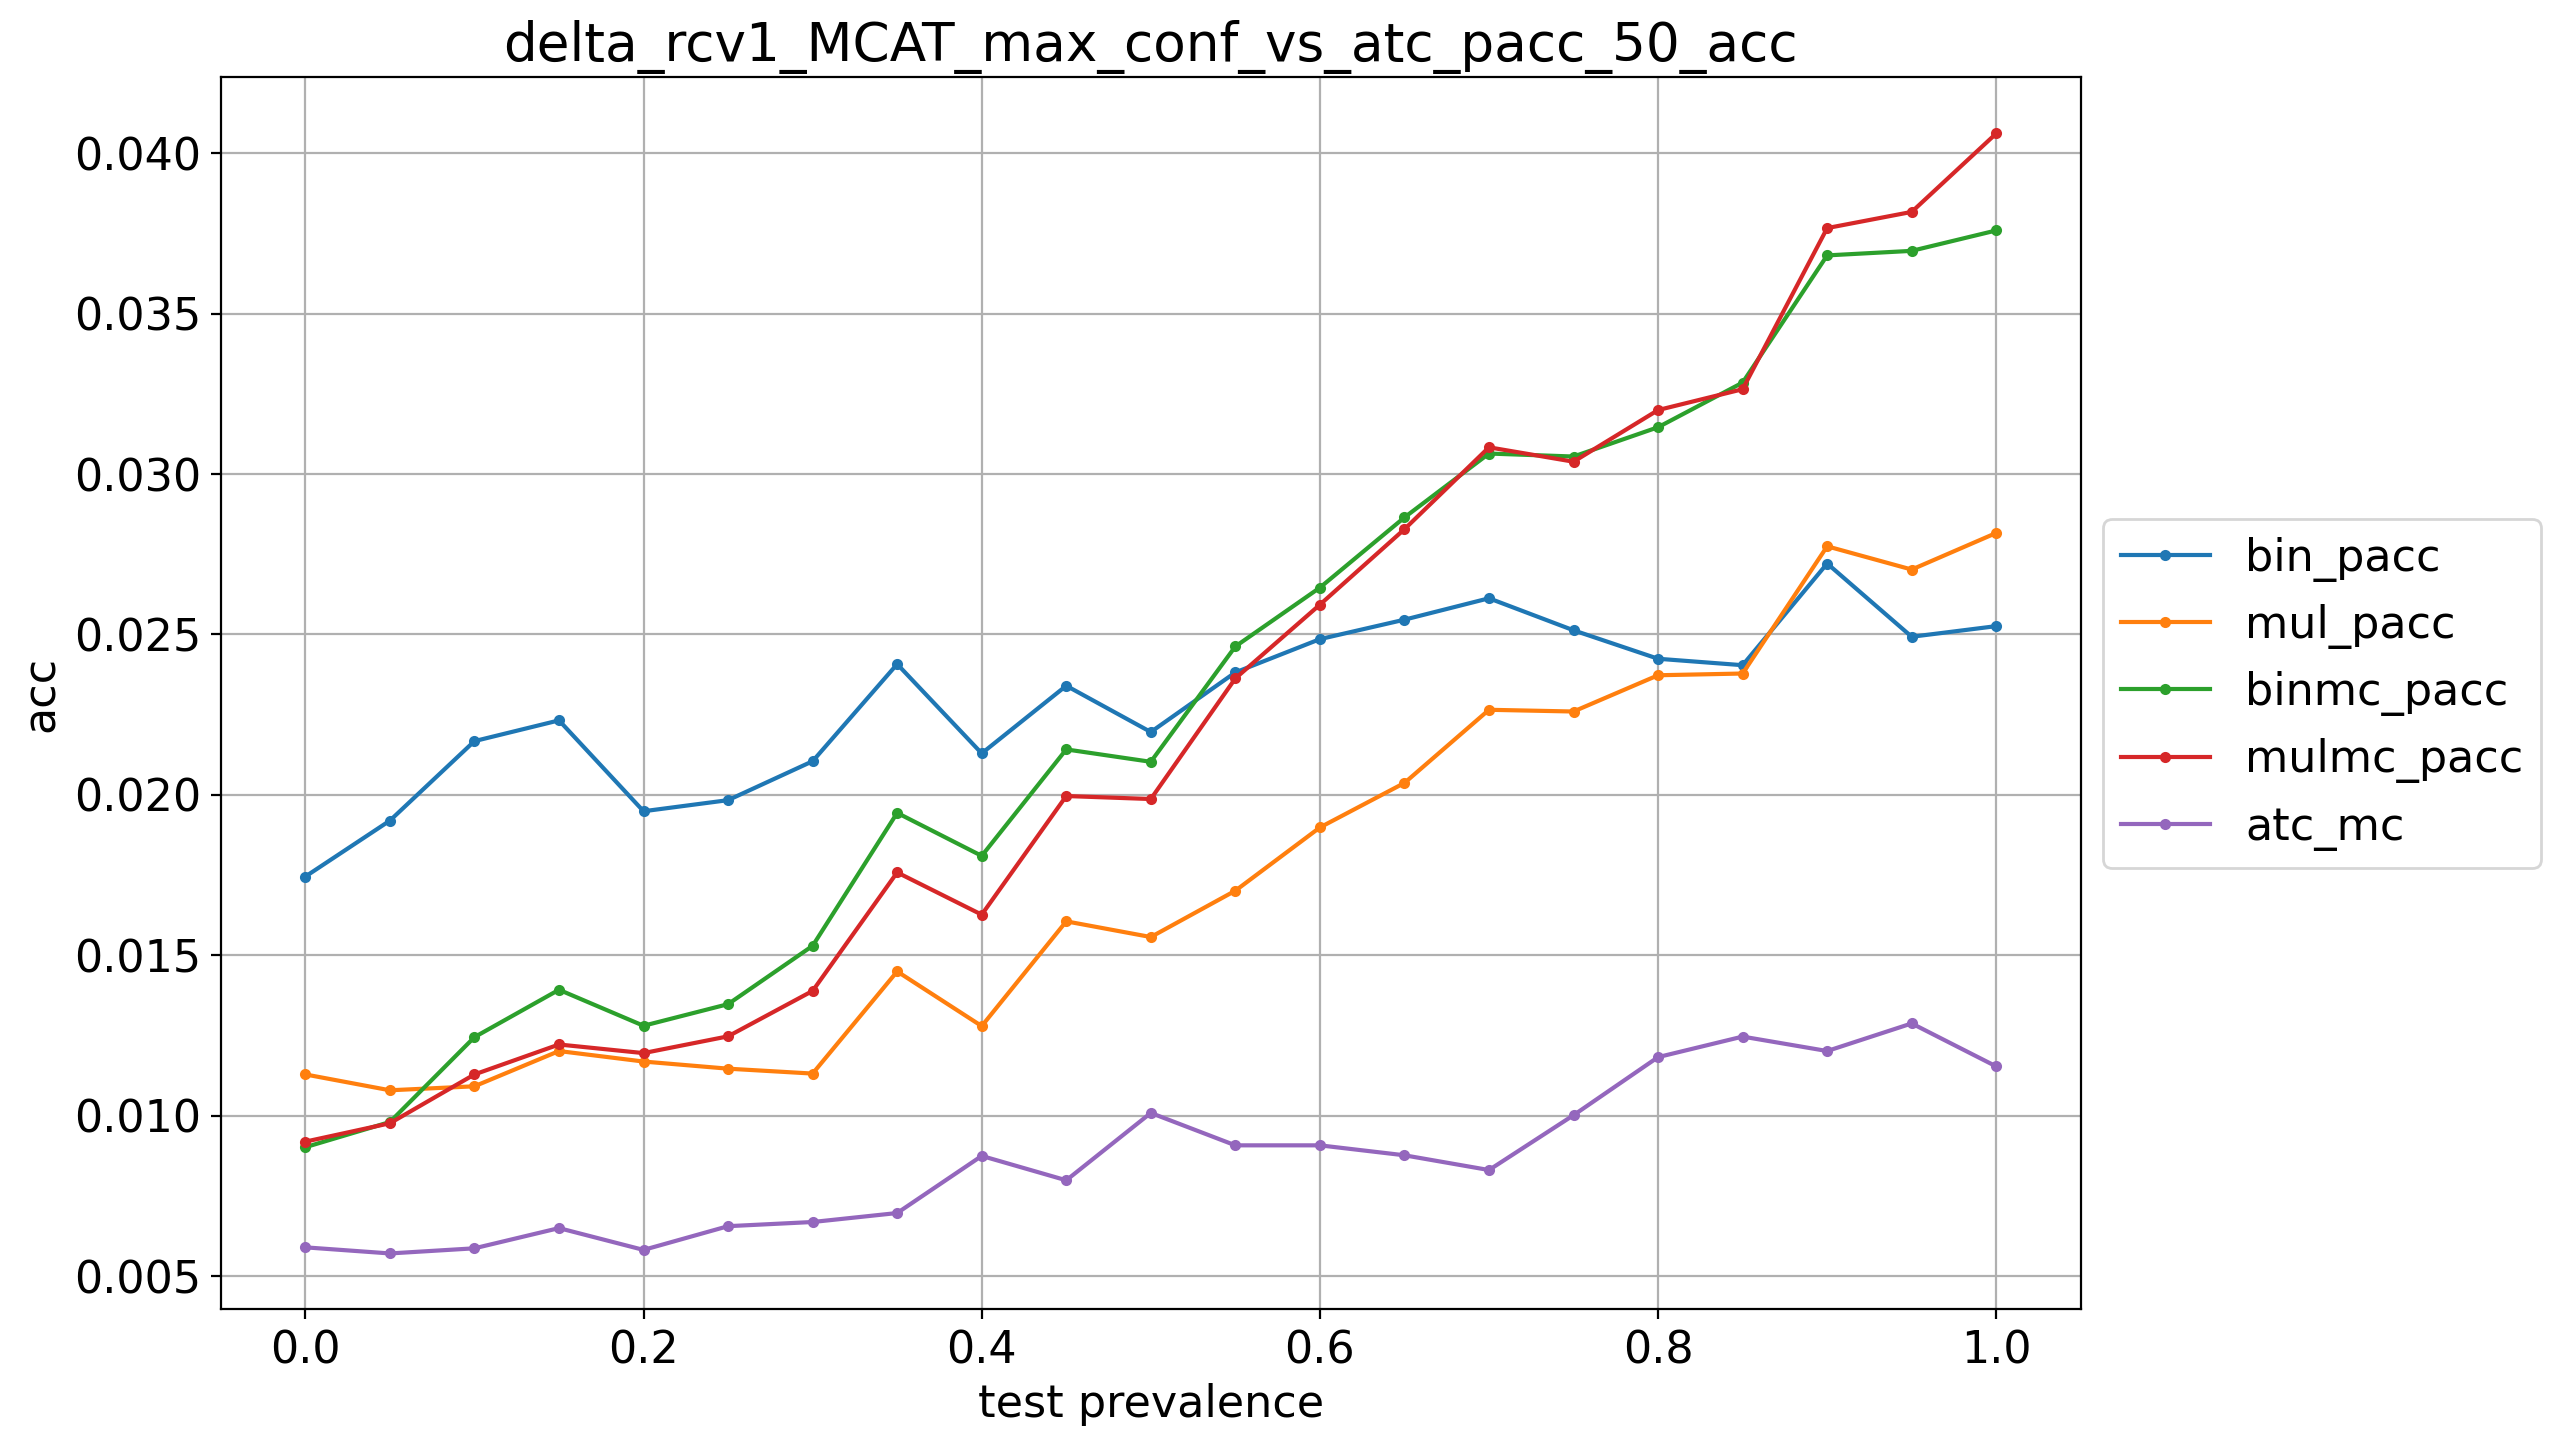 delta_rcv1_MCAT_max_conf_vs_atc_pacc_50_acc
0.040
0.035
0.030
0.025
0.020
0.015
0.010
0.005
acc
0.0 0.2 0.4 0.6 0.8 1.0
test prevalence
bin_pacc
mul_pacc
binmc_pacc
mulmc_pacc
atc_mc